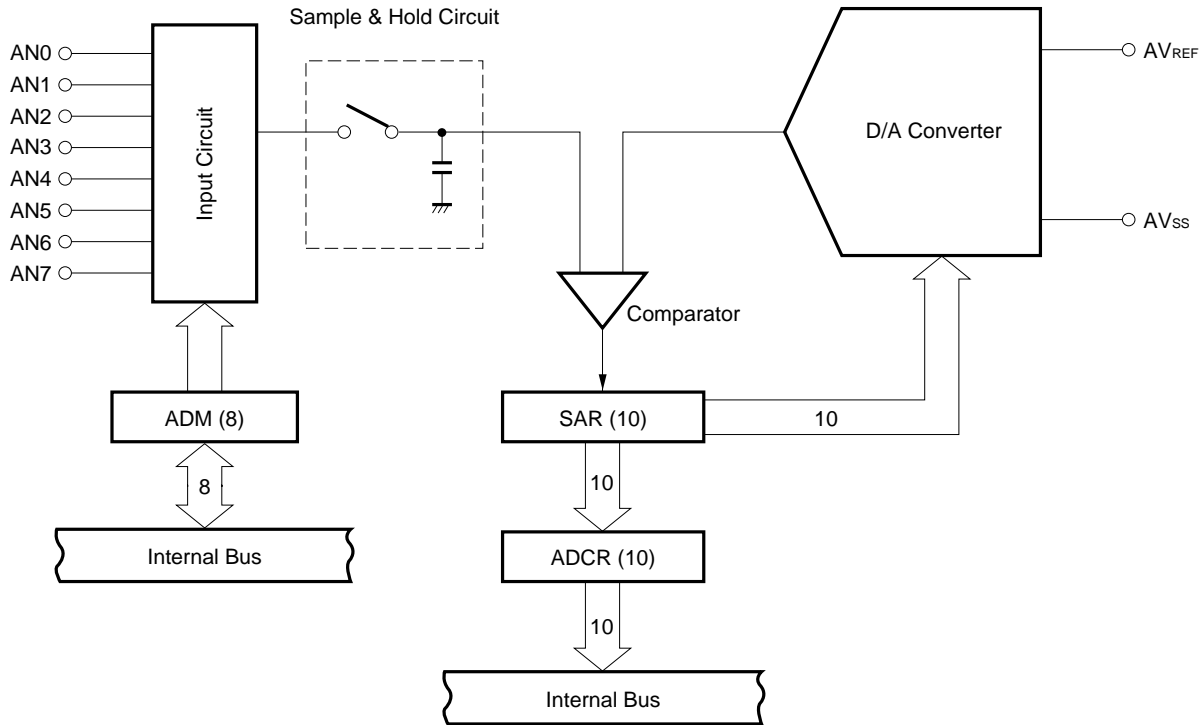 Sample & Hold Circuit
AN0
AN1
AN2
AN3
AN4
AN5
AN6
AN7
Input Circuit
D/A Converter
AVREF
AVSS
Comparator
ADM (8)
SAR (10)
10
8
10
Internal Bus
ADCR (10)
10
Internal Bus